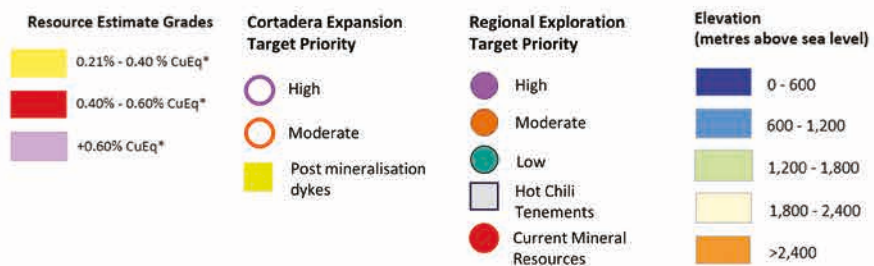 Resource Estimate Grades
0.21% - 0.40 % CuEq*
0.40% - 0.60% CuEq*
+0.60% CuEq*
Cortadera Expansion
Target Priority
High
Moderate
Post mineralisation
dykes
Regional Exploration
Target Priority
High
Moderate
Low
Hot Chili
Tenements
Current Mineral
Resources
Elevation
(metres above sea level)
0 - 600
600 - 1,200
1,200 - 1,800
1,800 - 2,400
>2,400